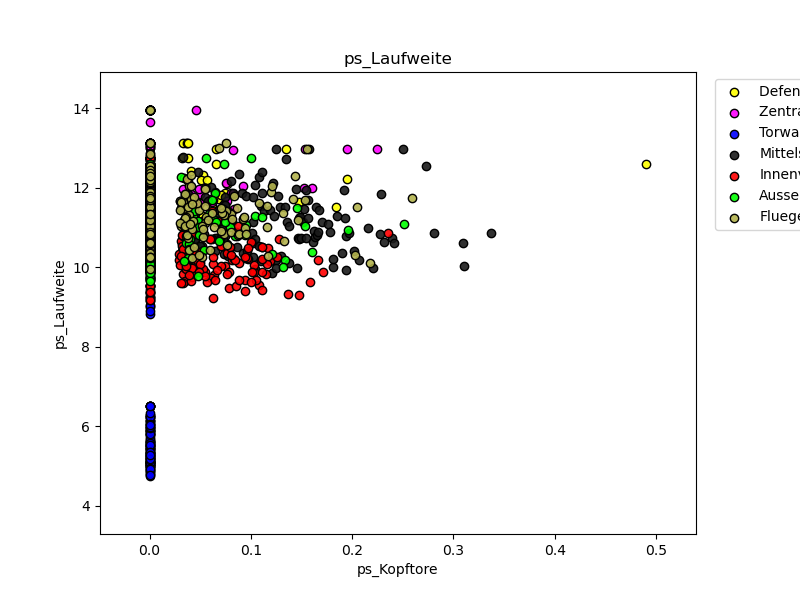 ps_Laufweite
14
12
10
8
6
4
ps_Laufweite
0.0 0.1 0.2 0.3 0.4 0.5
ps_Kopftore
Defen
Zentra
Torwa
Mittels
Innenv
Ausse
Fluege